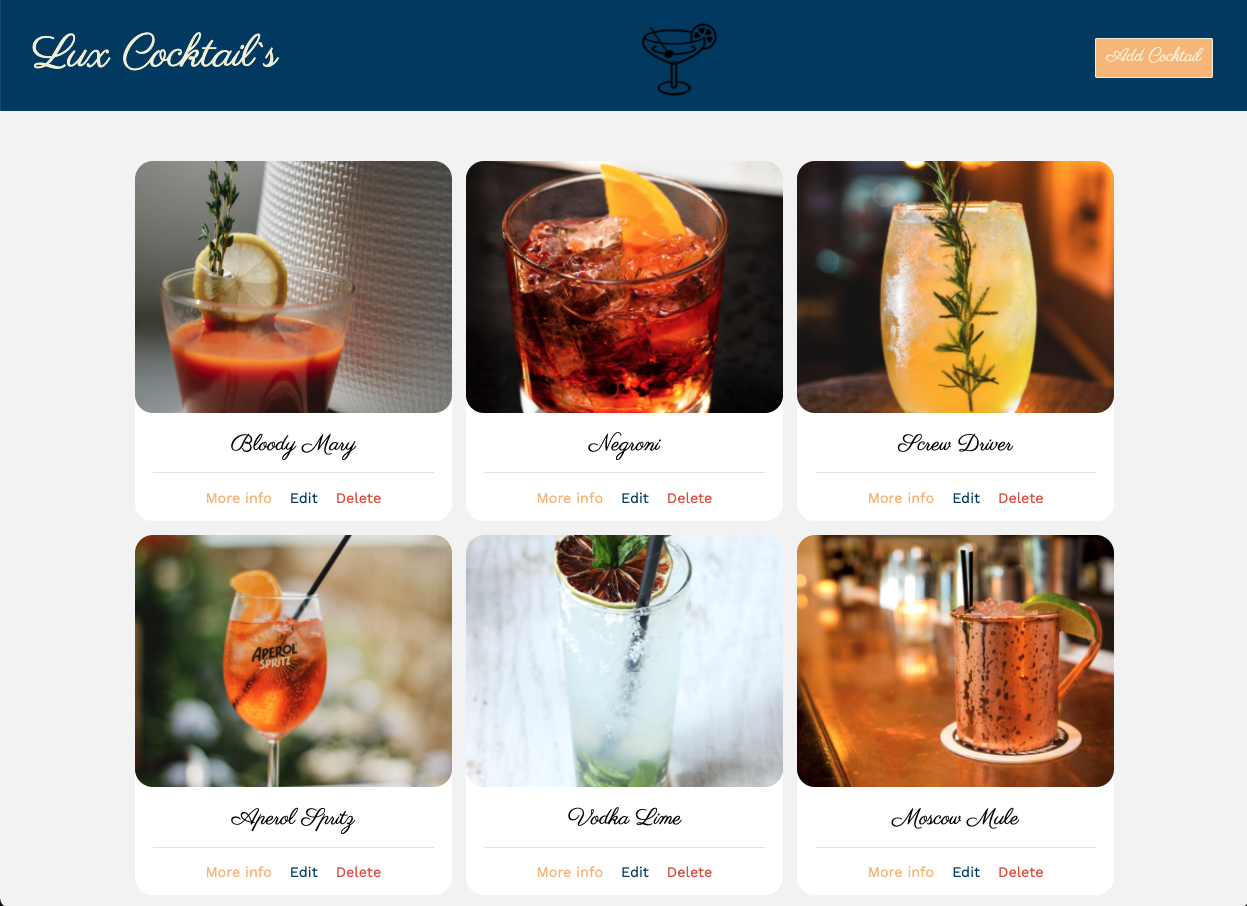 Lux Cocktail`s
Add Cocktail
Bloody Mary
More info Edit Delete
Negroni
More info Edit Delete
Screw Driver
More info Edit Delete
APEROL
SPRITZ
Aperol Spritz
More info Edit Delete
Vodka Lime
More info Edit Delete
Moscow Mule
More info Edit Delete